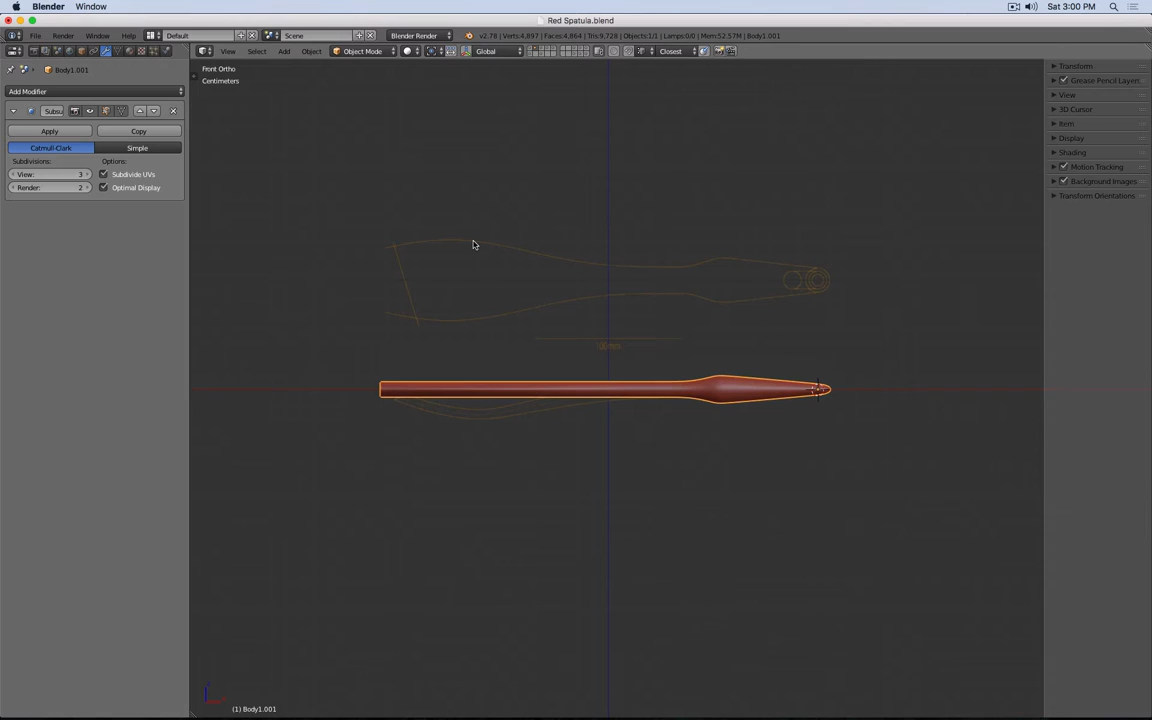 Blender Window Sat 3:00 PM
Red Spatula.blend
File Render Window Help Default Scene Blender Render v2.78 | Verts:4,897 | Faces:4,864 | Tris:9,728 | Objects:1/1 | Lamps:0/0 | Mem:52.57M | Body1.001
View Select Add Object Object Mode Global Closest
Body1.001
Front Ortho
Centimeters
Add Modifier
Subsu
Apply Copy
Catmull-Clark Simple
Subdivisions: Options:
View: 3 Subdivide UVs
Render: 2 Optimal Display
Transform
Grease Pencil Layers
View
3D Cursor
Item
Display
Shading
Motion Tracking
Background Images
Transform Orientations
(1) Body1.001